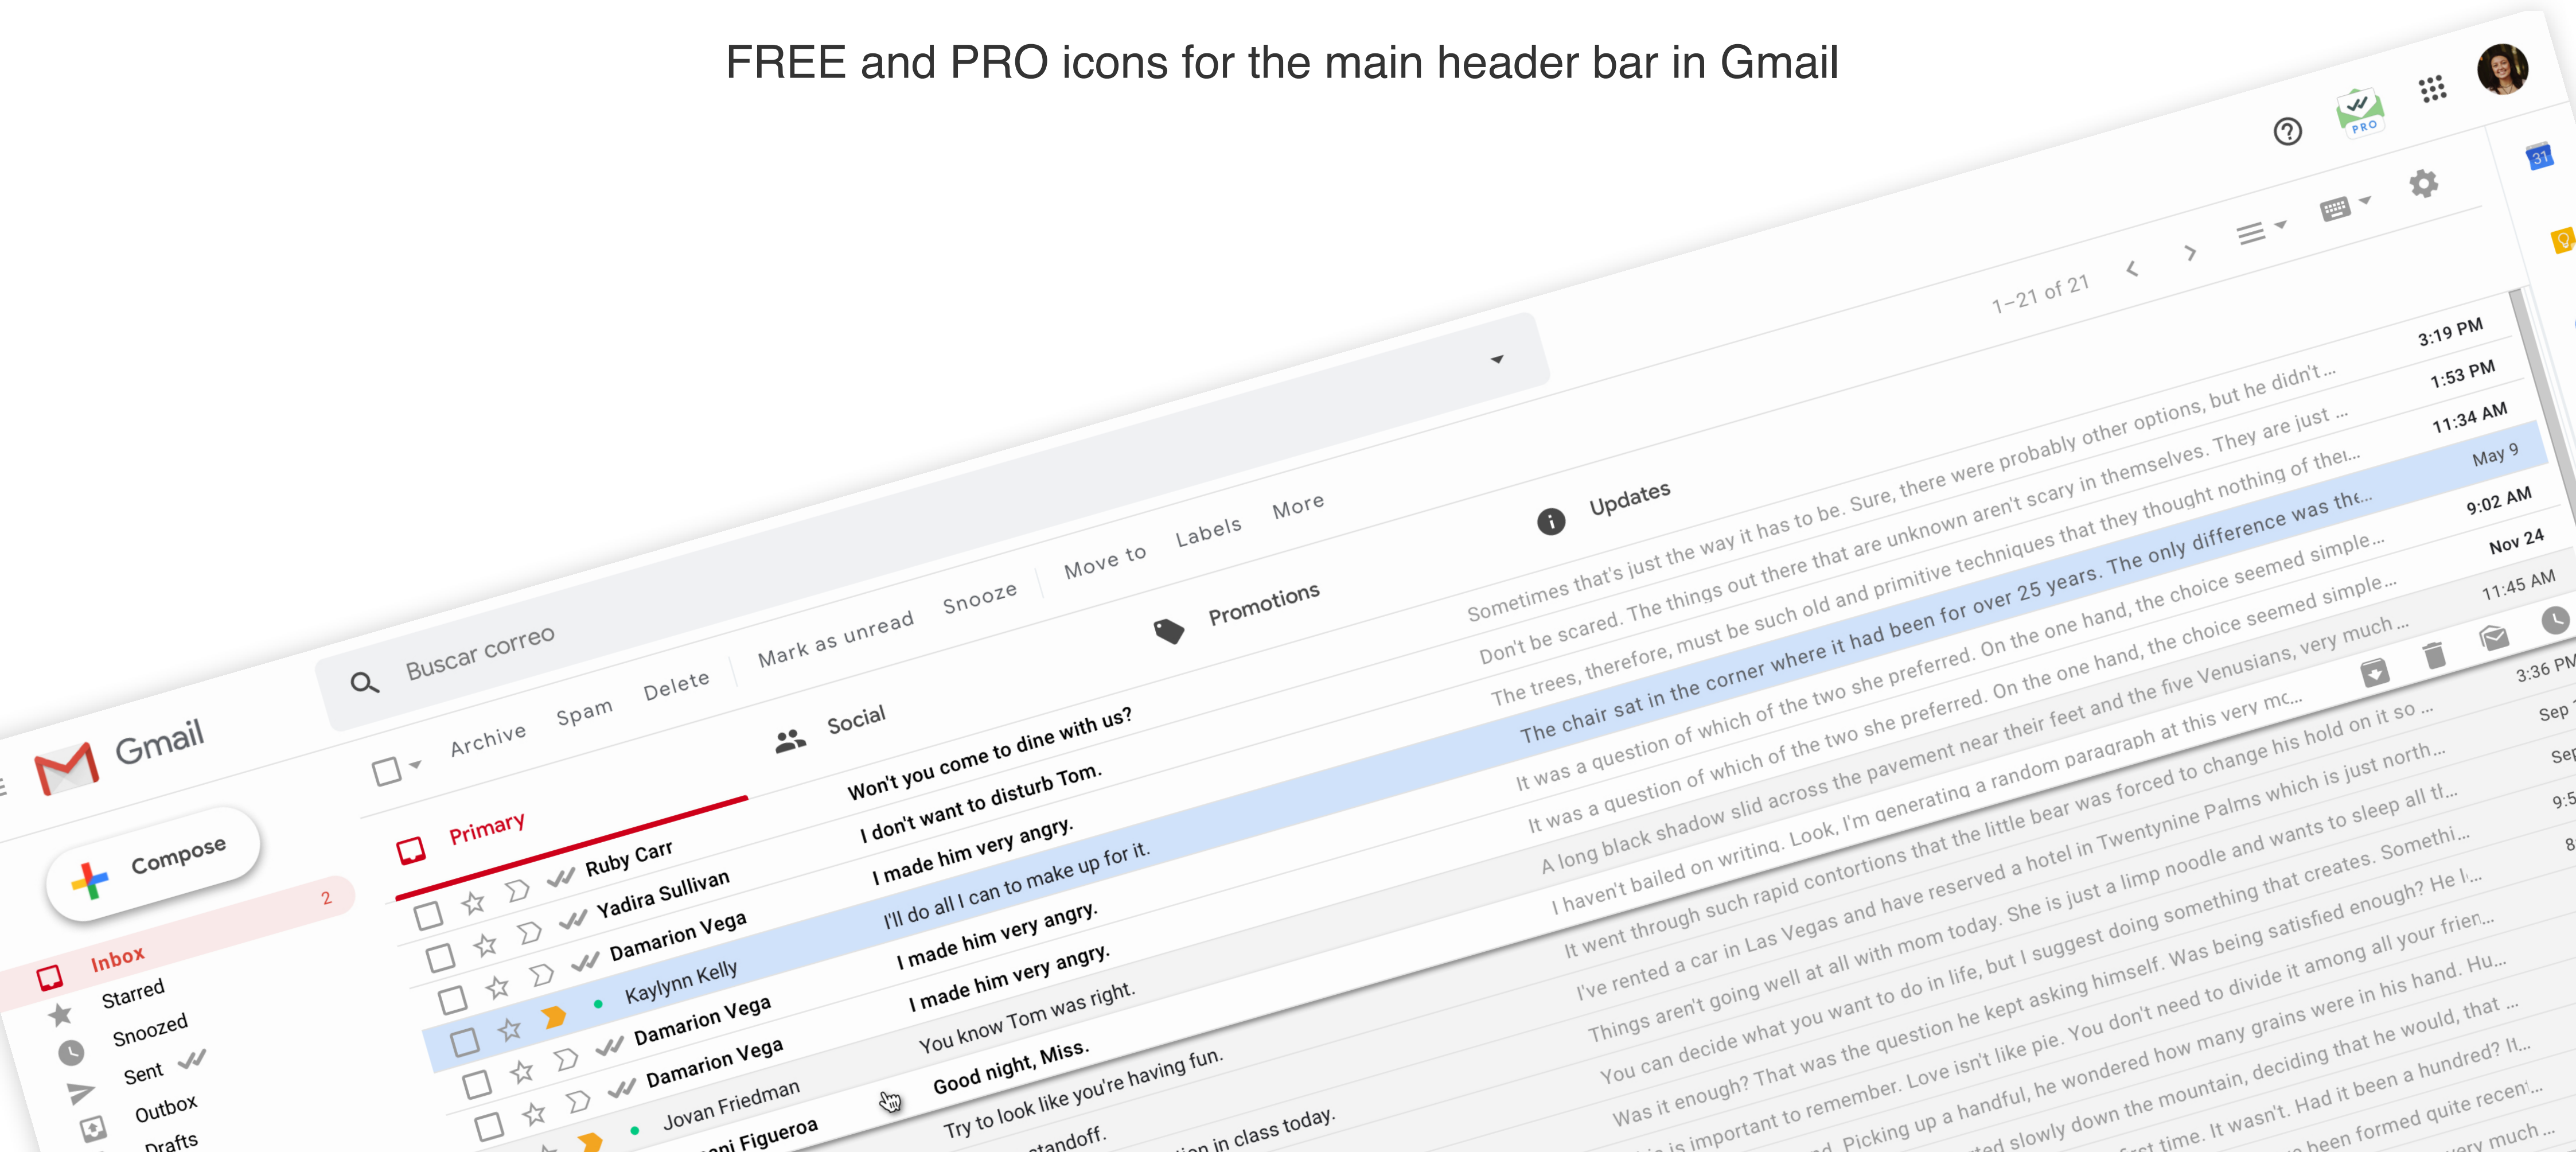 FREE and PRO icons for the main header bar in Gmail
PRO
31
Gmail
Buscar correo
Archive Spam Delete Mark as unread Snooze Move to Labels More
1–21 of 21
Compose
Inbox 2
Starred
Snoozed
Sent
Outbox
Drafts
Primary Social Promotions Updates
Ruby Carr Won't you come to dine with us? Sometimes that's just the way it has to be. Sure, there were probably other options, but he didn't... 3:19 PM
Yadira Sullivan I don't want to disturb Tom. Don't be scared. The things out there that are unknown aren't scary in themselves. They are just ... 1:53 PM
Damarion Vega I made him very angry. The trees, therefore, must be such old and primitive techniques that they thought nothing of ... 11:34 AM
Kaylynn Kelly I'll do all I can to make up for it. The chair sat in the corner where it had been for over 25 years. The only difference was ... May 9
Damarion Vega I made him very angry. It was a question of which of the two she preferred. On the one hand, the choice seemed simple... 9:02 AM
Damarion Vega I made him very angry. It was a question of which of the two she preferred. On the one hand, the choice seemed simple... Nov 24
Jovan Friedman You know Tom was right. A long black shadow slid across the pavement near their feet and the five Venusians, very much ... 11:45 AM
Figueroa Good night, Miss. I haven't bailed on writing. Look, I'm generating a random paragraph at this very ...
Try to look like you're having fun. It went through such rapid contortions that the little bear was forced to change his hold on it so ... 3:36 PM
standoff. I've rented a car in Las Vegas and have reserved a hotel in Twentynine Palms which is just north... Sep
in class today. Things aren't going well at all with mom today. She is just a limp noodle and wants to sleep all ... Sep
You can decide what you want to do in life, but I suggest doing something that creates. Somethi... 9:5
Was it enough? That was the question he kept asking himself. Was being satisfied enough? He ... 8
is important to remember. Love isn't like pie. You don't need to divide it among all your frien...
Picking up a handful, he wondered how many grains were in his hand. Hu...
slowly down the mountain, deciding that he would, that ...
time. It wasn't. Had it been a hundred? It...
been formed quite recent...
very much ...